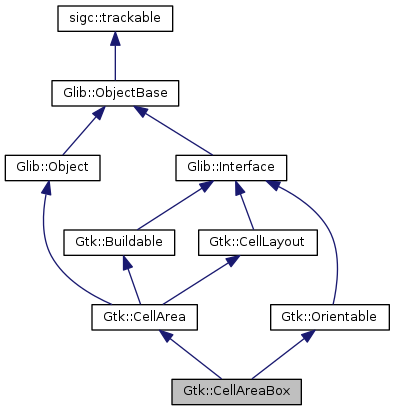 sigc::trackable
Glib::ObjectBase
Glib::Object
Glib::Interface
Gtk::Buildable
Gtk::CellLayout
Gtk::CellArea
Gtk::Orientable
Gtk::CellAreaBox